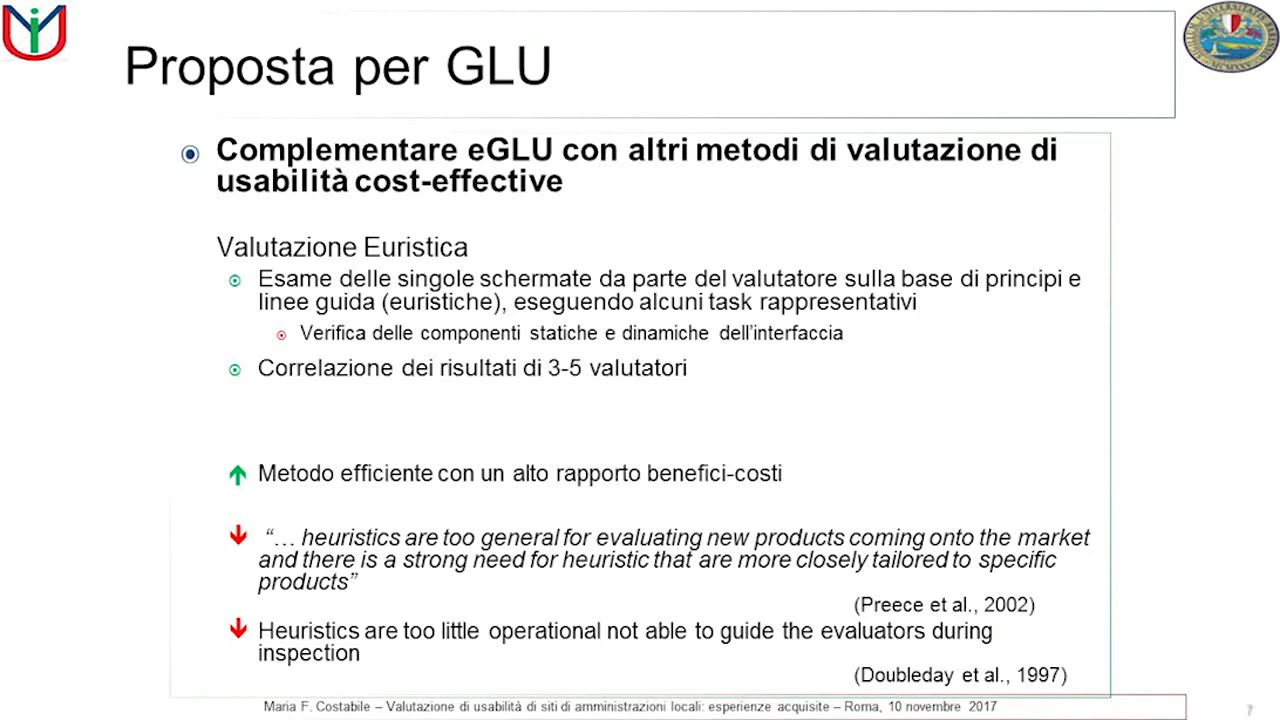 Proposta per GLU
Complementare eGLU con altri metodi di valutazione di
usabilità cost-effective
Valutazione Euristica
Esame delle singole schermate da parte del valutatore sulla base di principi e
linee guida (euristiche), eseguendo alcuni task rappresentativi
Verifica delle componenti statiche e dinamiche dell'interfaccia
Correlazione dei risultati di 3-5 valutatori
Metodo efficiente con un alto rapporto benefici-costi
“… heuristics are too general for evaluating new products coming onto the market
and there is a strong need for heuristic that are more closely tailored to specific
products”
(Preece et al., 2002)
Heuristics are too little operational not able to guide the evaluators during
inspection
(Doubleday et al., 1997)
Maria F. Costabile – Valutazione di usabilità di siti di amministrazioni locali: esperienze acquisite – Roma, 10 novembre 2017
7